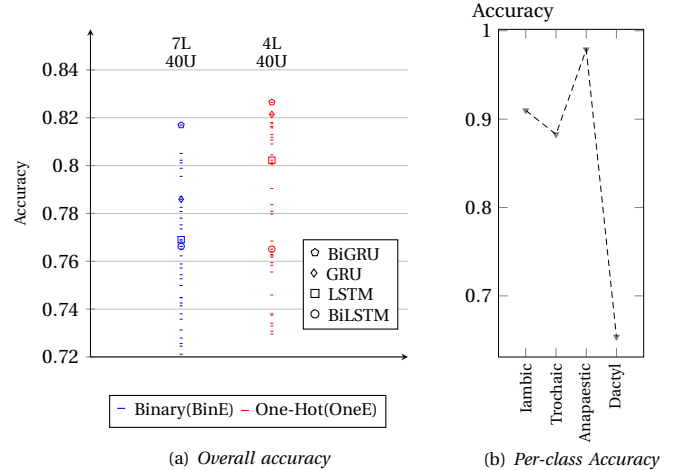 Accuracy
7L
40U
4L
40U
0.84
0.82
0.8
0.78
0.76
0.74
0.72
Accuracy
BiGRU
GRU
LSTM
BiLSTM
Binary(BinE) One-Hot(OneE)
(a) Overall accuracy
1
0.9
0.8
0.7
Iambic
Trochaic
Anapaestic
Dactyl
(b) Per-class Accuracy